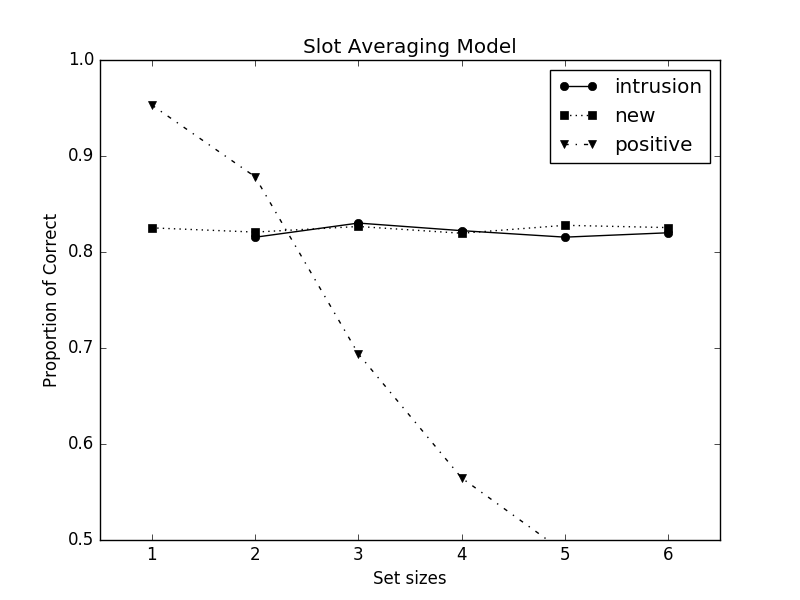 Slot Averaging Model
1.0
0.9
0.8
0.7
0.6
0.5
Proportion of Correct
intrusion
new
positive
1 2 3 4 5 6
Set sizes